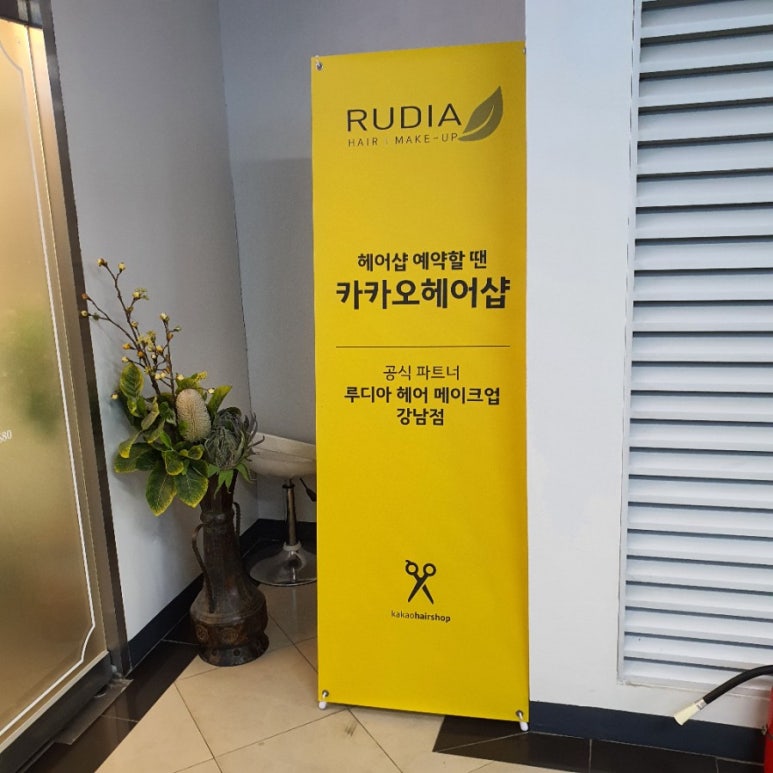 RUDIA
HAIR | MAKE-UP
헤어샵 예약할 땐
카카오헤어샵
공식 파트너
루디아 헤어 메이크업
강남점
kakaohairshop